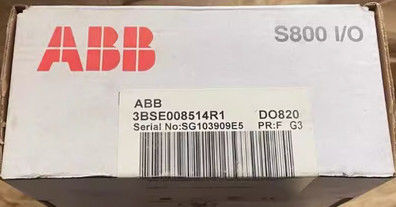 ABB
S800 I/O
ABB
3BSE008514R1 DO820
Serial No:SG103909E5 PR:F G3